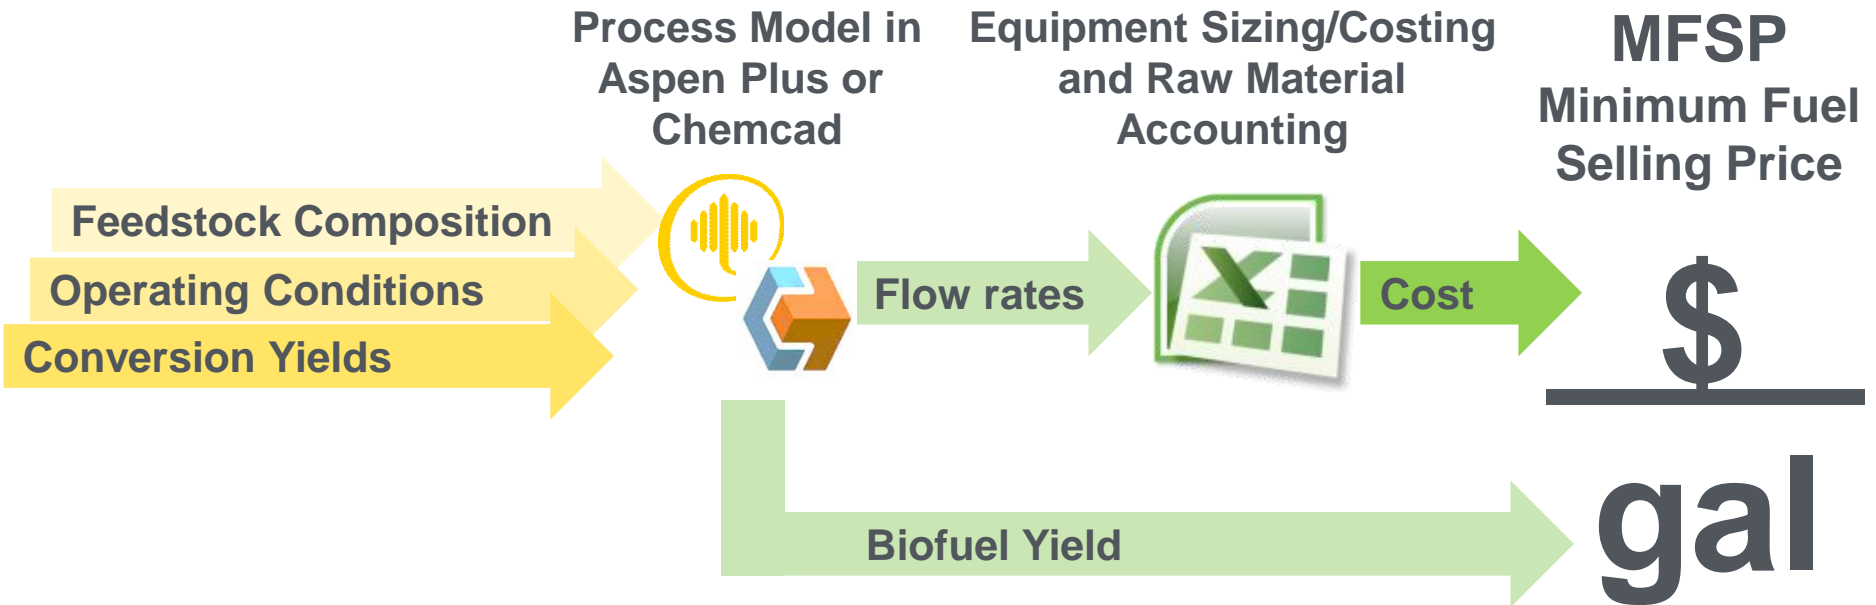 Process Model in
Aspen Plus or
Chemcad
Equipment Sizing/Costing
and Raw Material
Accounting
MFSP
Minimum Fuel
Selling Price
Feedstock Composition
Operating Conditions
Conversion Yields
Flow rates
X
Cost
$
gal
Biofuel Yield